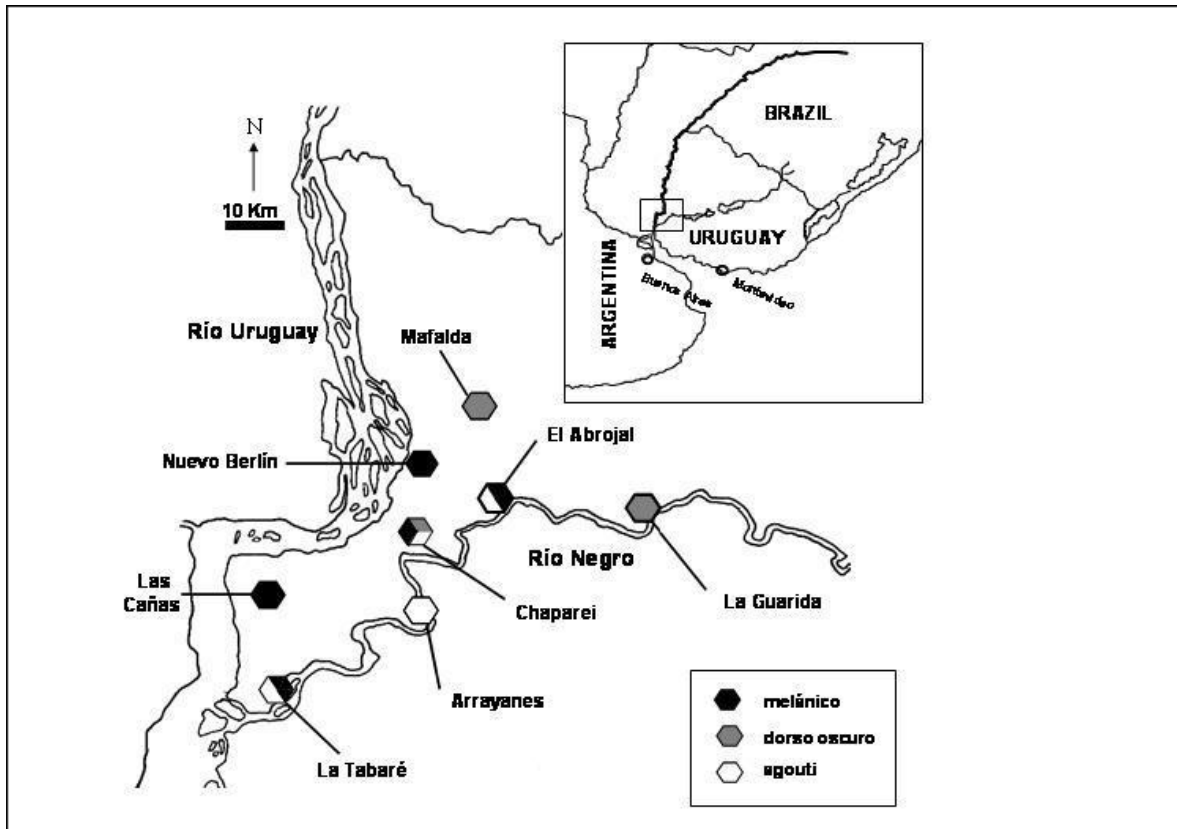 N
10 Km
BRAZIL
URUGUAY
ARGENTINA
Buenos Aires
Montevideo
Río Uruguay
Mafalda
El Abrojal
Nuevo Berlín
Río Negro
Las
Cañas
Chaparei
La Guarida
Arrayanes
La Tabaré
melánico
dorso oscuro
agouti